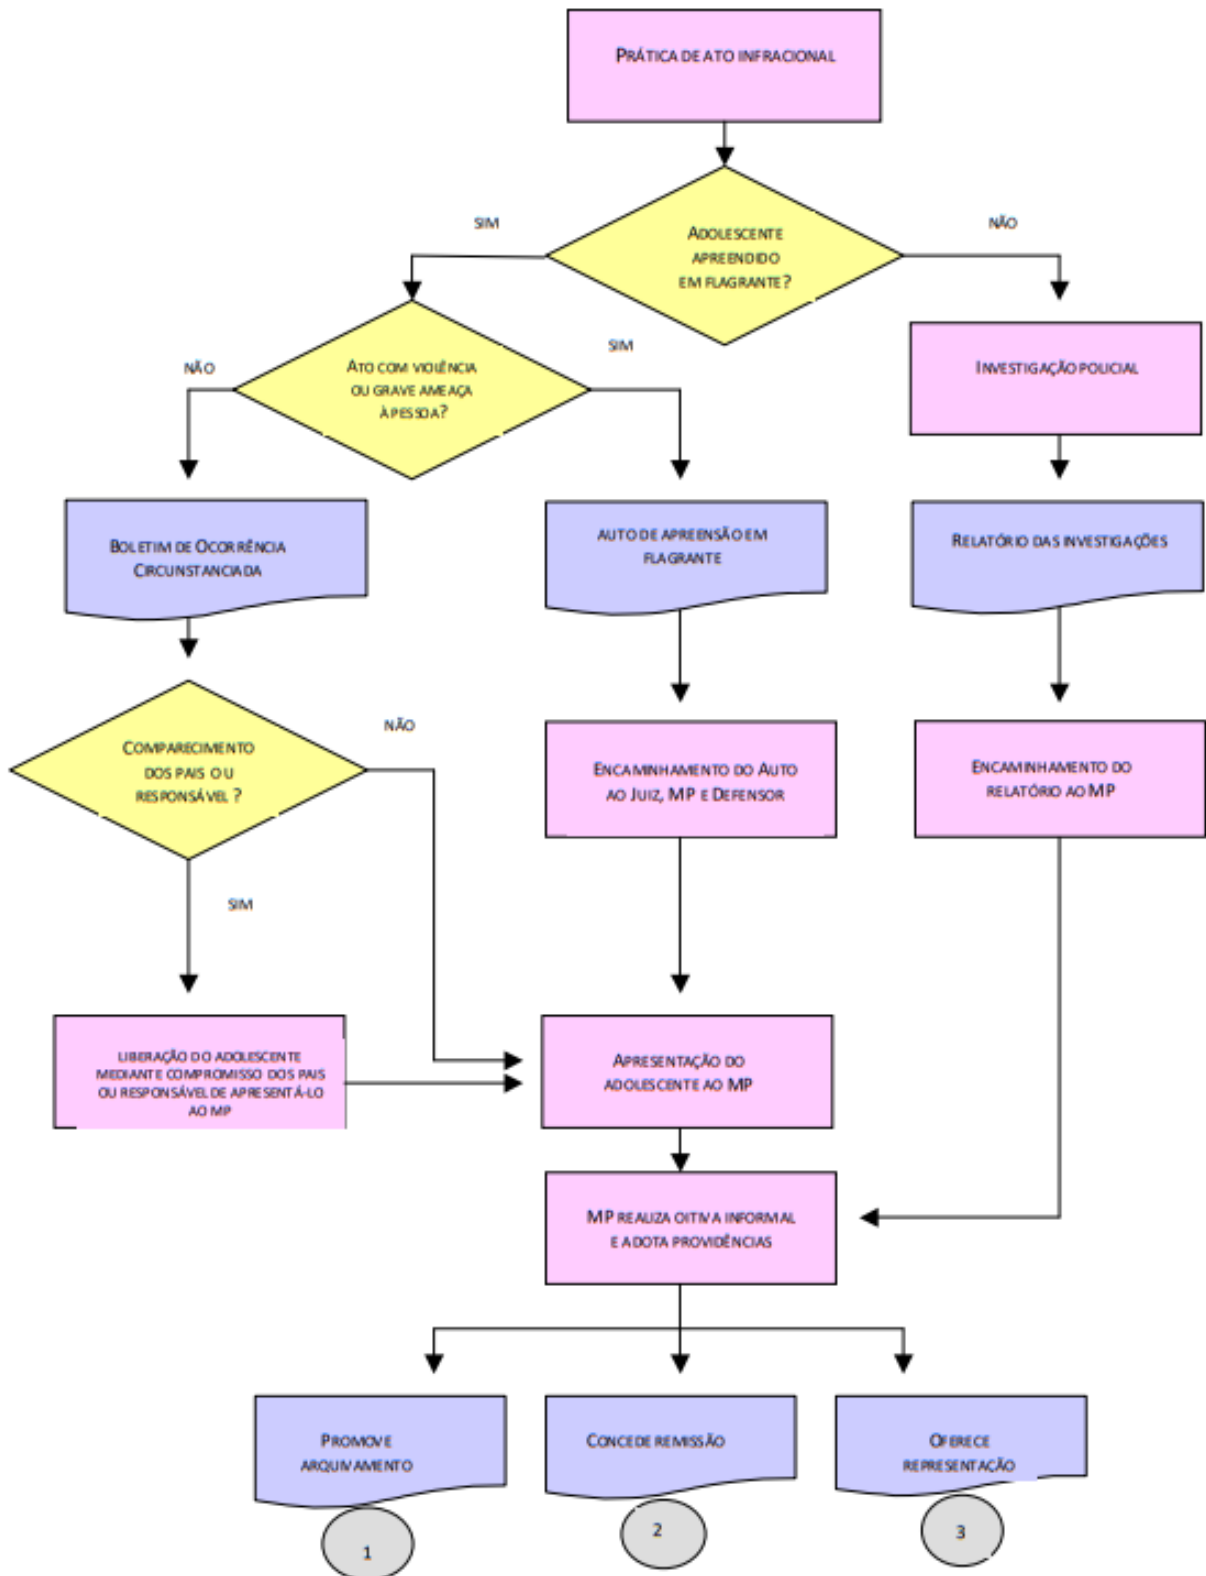 PRÁTICA DE ATO INFRACIONAL
SIM
NÃO
ADOLESCENTE
APREENDIDO
EM FLAGRANTE?
NÃO
ATO COM VIOLÊNCIA
OU GRAVE AMEAÇA
À PESSOA?
SIM
INVESTIGAÇÃO POLICIAL
BOLETIM DE OCORRÊNCIA
CIRCUNSTANCIADA
AUTO DE APREENSÃO EM
FLAGRANTE
RELATÓRIO DAS INVESTIGAÇÕES
COMPARECIMENTO
DOS PAIS OU
RESPONSÁVEL ?
NÃO
SIM
ENCAMINHAMENTO DO AUTO
AO JUIZ, MP E DEFENSOR
ENCAMINHAMENTO DO
RELATÓRIO AO MP
LIBERAÇÃO DO ADOLESCENTE
MEDIANTE COMPROMISSO DOS PAIS
OU RESPONSÁVEL DE APRESENTÁ-LO
AO MP
APRESENTAÇÃO DO
ADOLESCENTE AO MP
MP REALIZA OITIVA INFORMAL
E ADOTA PROVIDÊNCIAS
PROMOVE
ARQUIVAMENTO
CONCEDE REMISSÃO
OFERECE
REPRESENTAÇÃO
1
2
3